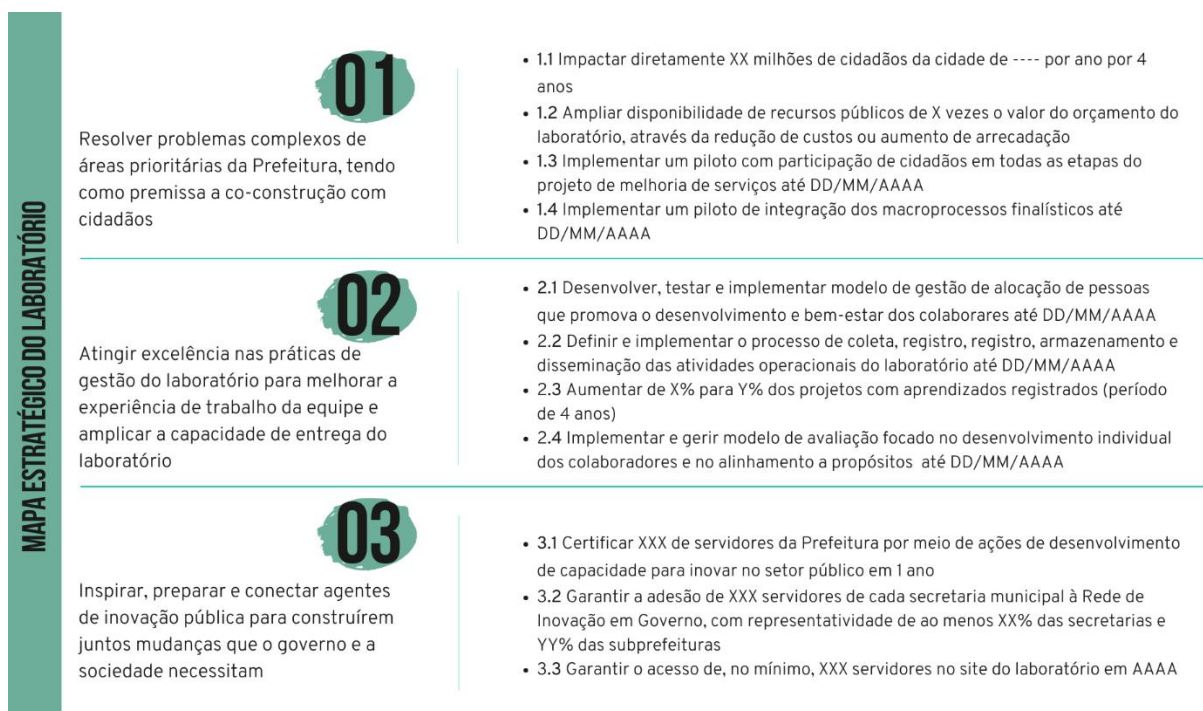 MAPA ESTRATÉGICO DO LABORATÓRIO
01
Resolver problemas complexos de
áreas prioritárias da Prefeitura, tendo
como premissa a co-construção com
cidadãos
• 1.1 Impactar diretamente XX milhões de cidadãos da cidade de ---- por ano por 4
anos
• 1.2 Ampliar disponibilidade de recursos públicos de X vezes o valor do orçamento do
laboratório, através da redução de custos ou aumento de arrecadação
• 1.3 Implementar um piloto com participação de cidadãos em todas as etapas do
projeto de melhoria de serviços até DD/MM/AAAA
• 1.4 Implementar um piloto de integração dos macroprocessos finalísticos até
DD/MM/AAAA
02
Atingir excelência nas práticas de
gestão do laboratório para melhorar a
experiência de trabalho da equipe e
amplicar a capacidade de entrega do
laboratório
• 2.1 Desenvolver, testar e implementar modelo de gestão de alocação de pessoas
que promova o desenvolvimento e bem-estar dos colaborares até DD/MM/AAAA
• 2.2 Definir e implementar o processo de coleta, registro, registro, armazenamento e
disseminação das atividades operacionais do laboratório até DD/MM/AAAA
• 2.3 Aumentar de X% para Y% dos projetos com aprendizados registrados (período
de 4 anos)
• 2.4 Implementar e gerir modelo de avaliação focado no desenvolvimento individual
dos colaboradores e no alinhamento a propósitos até DD/MM/AAAA
03
Inspirar, preparar e conectar agentes
de inovação pública para construírem
juntos mudanças que o governo e a
sociedade necessitam
• 3.1 Certificar XXX de servidores da Prefeitura por meio de ações de desenvolvimento
de capacidade para inovar no setor público em 1 ano
• 3.2 Garantir a adesão de XXX servidores de cada secretaria municipal à Rede de
Inovação em Governo, com representatividade de ao menos XX% das secretarias e
YY% das subprefeituras
• 3.3 Garantir o acesso de, no mínimo, XXX servidores no site do laboratório em AAAA